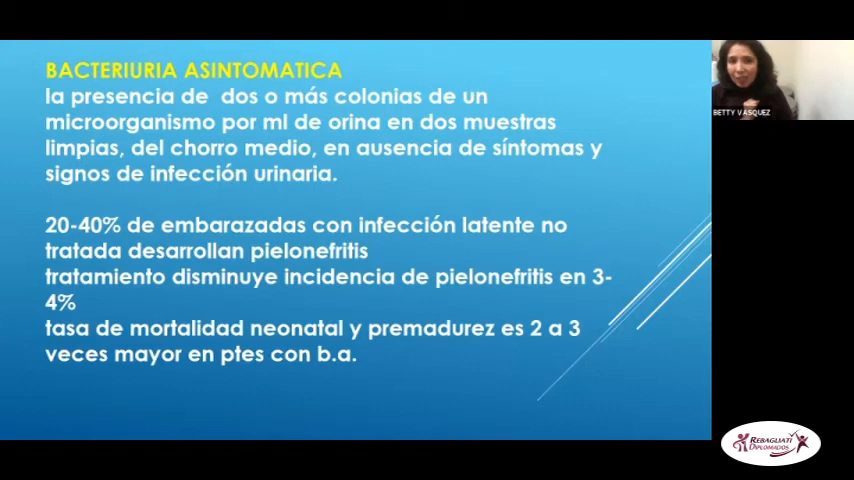 BACTERIURIA ASINTOMATICA
la presencia de dos o más colonias de un
microorganismo por ml de orina en dos muestras
limpias, del chorro medio, en ausencia de síntomas y
signos de infección urinaria.
20-40% de embarazadas con infección latente no
tratada desarrollan pielonefritis
tratamiento disminuye incidencia de pielonefritis en 3-
4%
tasa de mortalidad neonatal y premadurez es 2 a 3
veces mayor en ptes con b.a.
BETTY VASQUEZ
REBAGLIATI
DIPLOMADOS